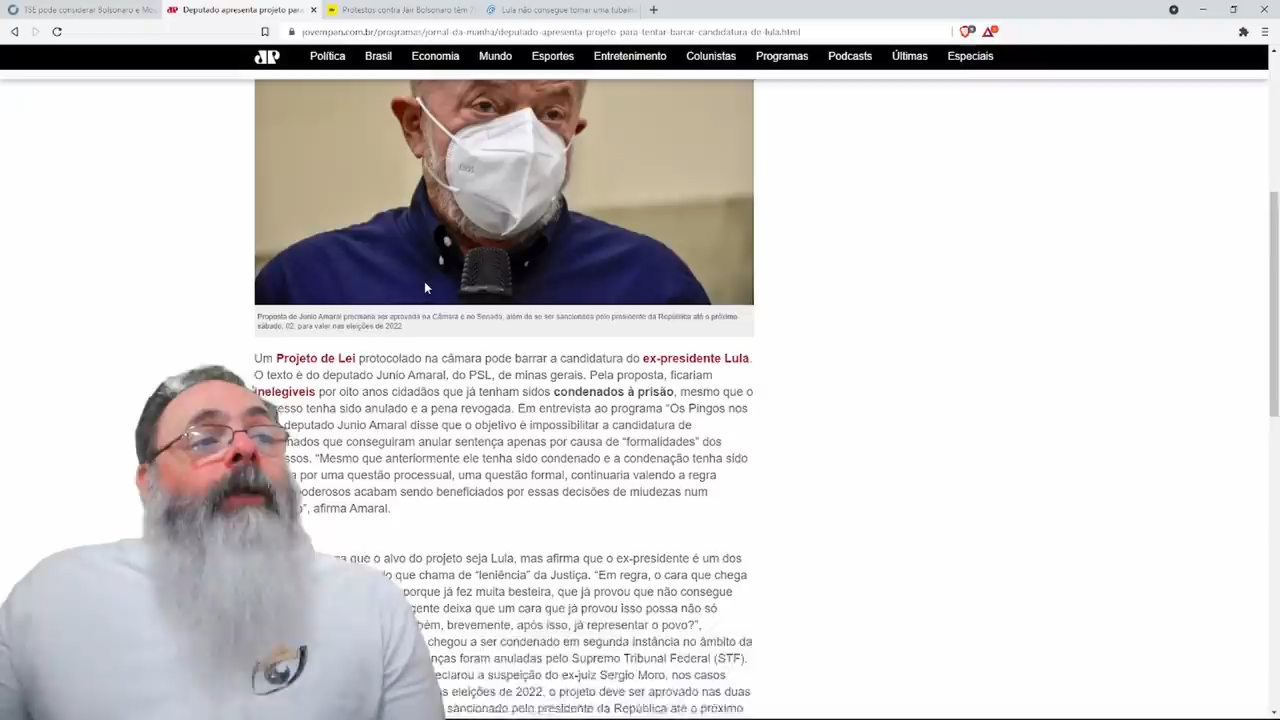 TSE pode considerar Bolsonaro e Mo
Deputado apresenta projeto para
Protestos contra Jair Bolsonaro têm
Lula não consegue tomar uma tubaín
jovempan.com.br/programas/jornal-da-manha/deputado-apresenta-projeto-para-tentar-barrar-candidatura-de-lula.html
JP Política Brasil Economia Mundo Esportes Entretenimento Colunistas Programas Podcasts Últimas Especiais
Proposta de Junio Amaral precisaria ser aprovada na Câmara e no Senado, além de se ser sancionada pelo presidente da República até o próximo
sábado, 02, para valer nas eleições de 2022
Um Projeto de Lei protocolado na câmara pode barrar a candidatura do ex-presidente Lula.
O texto é do deputado Junio Amaral, do PSL, de minas gerais. Pela proposta, ficariam
inelegíveis por oito anos cidadãos que já tenham sidos condenados à prisão, mesmo que o
esso tenha sido anulado e a pena revogada. Em entrevista ao programa “Os Pingos nos
deputado Junio Amaral disse que o objetivo é impossibilitar a candidatura de
nados que conseguiram anular sentença apenas por causa de “formalidades” dos
ssos. “Mesmo que anteriormente ele tenha sido condenado e a condenação tenha sido
por uma questão processual, uma questão formal, continuaria valendo a regra
poderosos acabam sendo beneficiados por essas decisões de miudezas num
”, afirma Amaral.
que o alvo do projeto seja Lula, mas afirma que o ex-presidente é um dos
do que chama de “leniência” da Justiça. “Em regra, o cara que chega
porque já fez muita besteira, que já provou que não consegue
gente deixa que um cara que já provou isso possa não só
bém, brevemente, após isso, já representar o povo?”,
chegou a ser condenado em segunda instância no âmbito da
nças foram anuladas pelo Supremo Tribunal Federal (STF).
eclarou a suspeição do ex-juiz Sergio Moro, nos casos
s eleições de 2022, o projeto deve ser aprovado nas duas
sancionado pelo presidente da República até o próximo